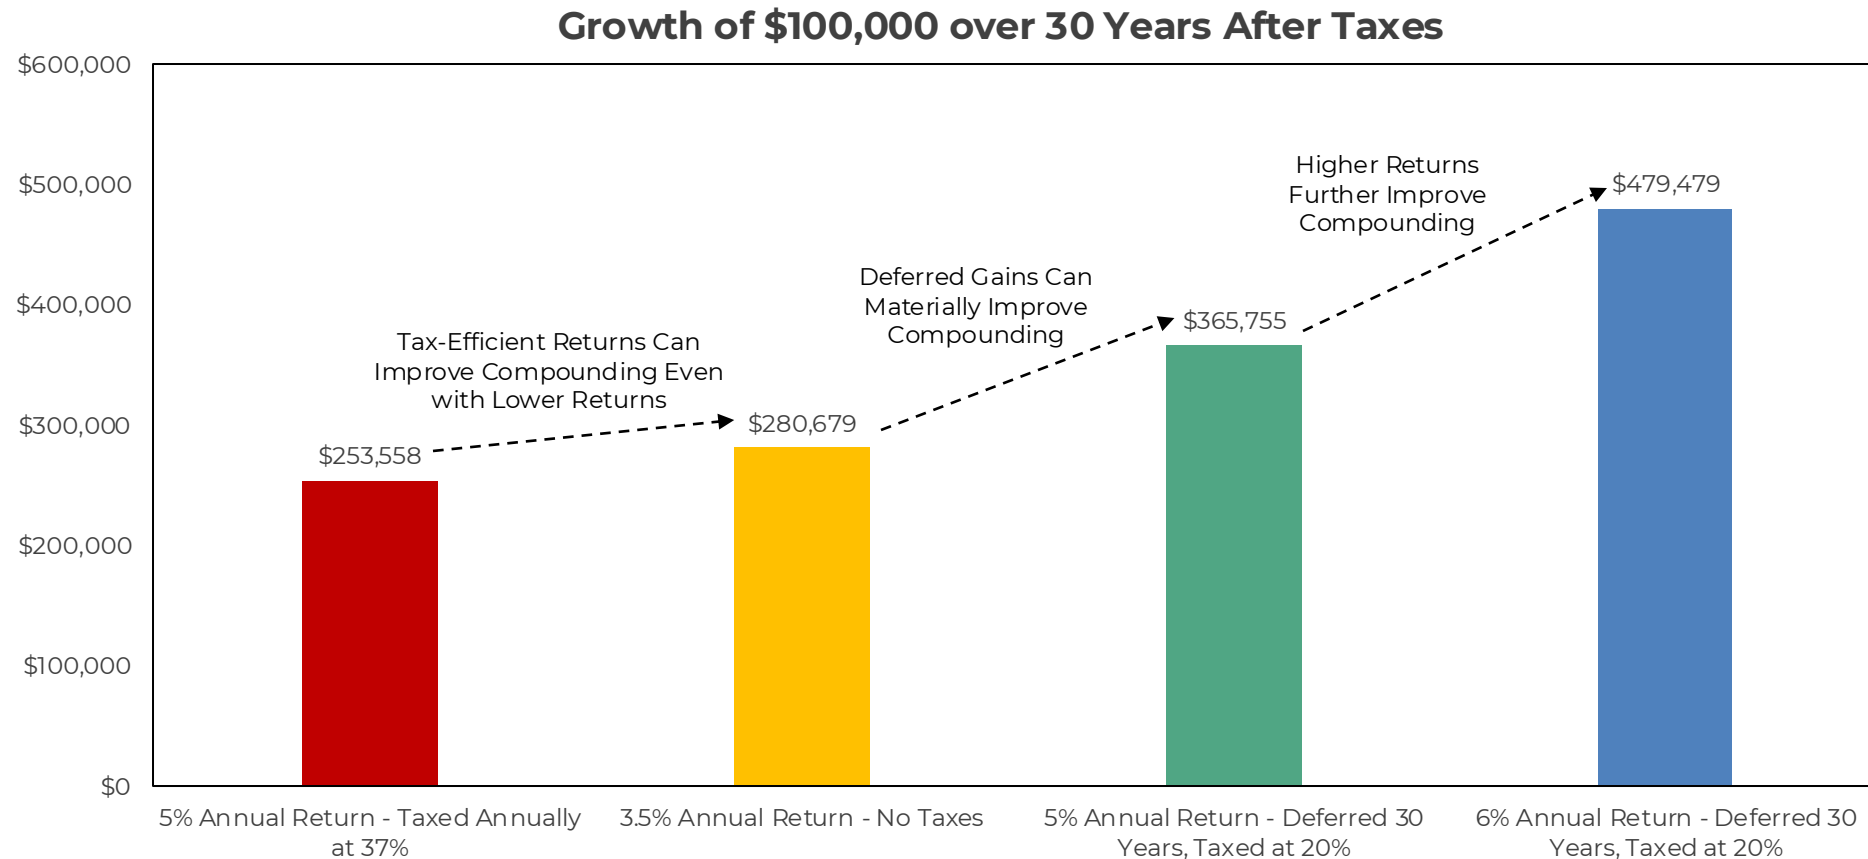 Growth of $100,000 over 30 Years After Taxes
$600,000
$500,000
$400,000
$300,000
$200,000
$100,000
$0
Tax-Efficient Returns Can
Improve Compounding Even
with Lower Returns
Deferred Gains Can
Materially Improve
Compounding
Higher Returns
Further Improve
Compounding
$253,558
$280,679
$365,755
$479,479
5% Annual Return - Taxed Annually
at 37%
3.5% Annual Return - No Taxes
5% Annual Return - Deferred 30
Years, Taxed at 20%
6% Annual Return - Deferred 30
Years, Taxed at 20%